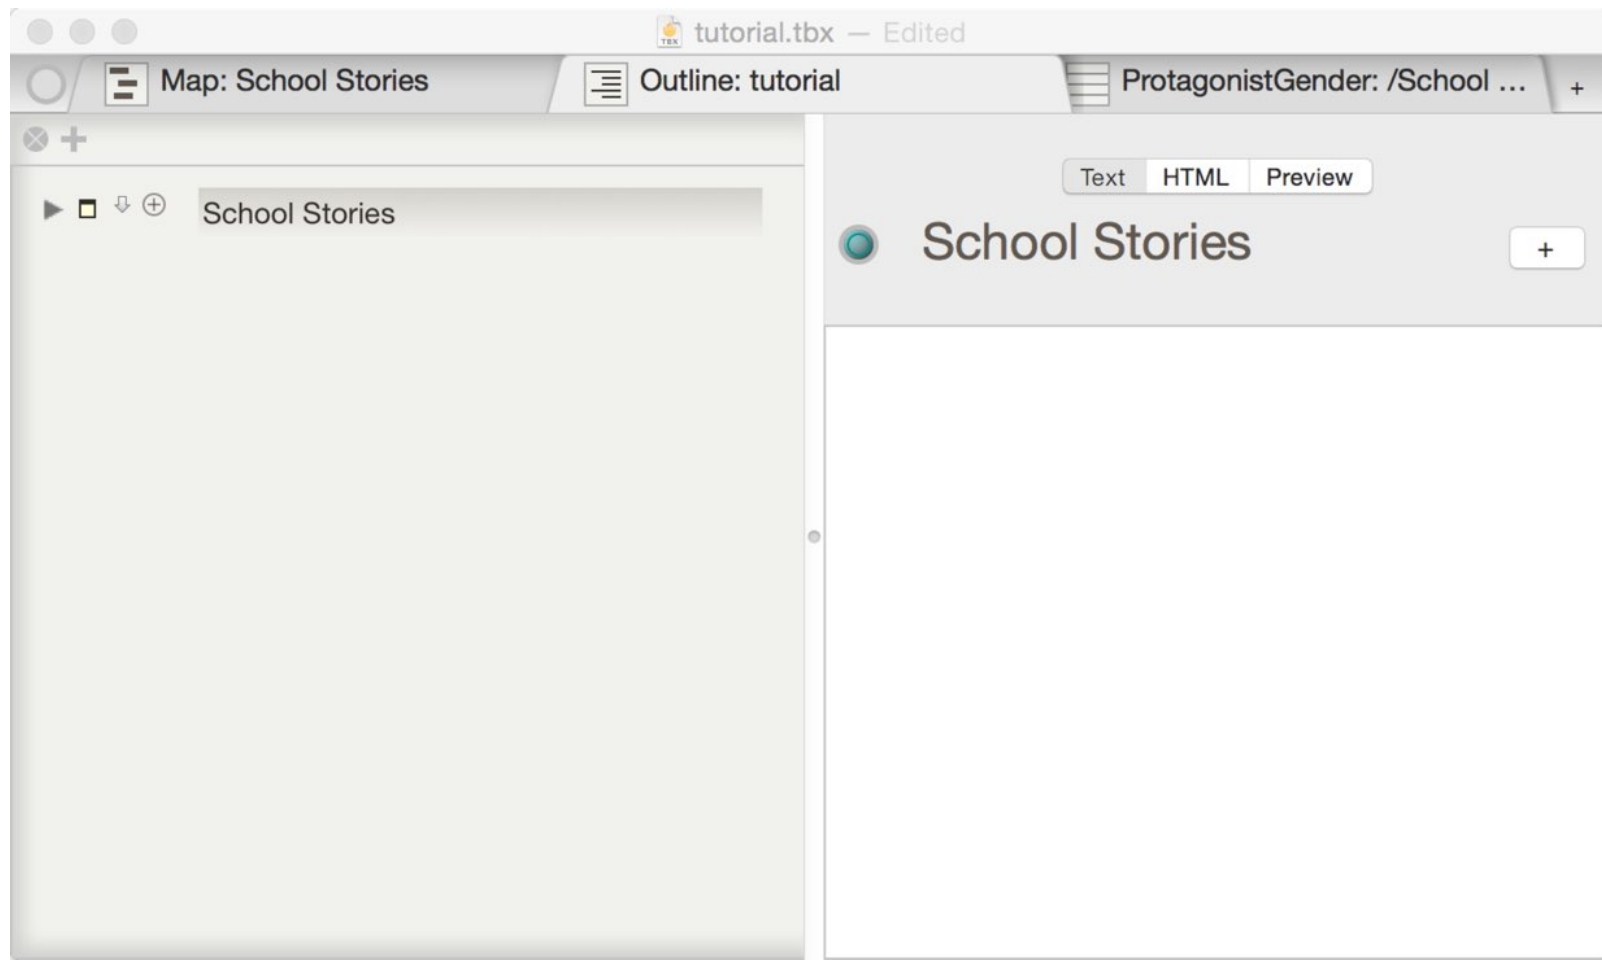 tutorial.tbx — Edited
Map: School Stories
Outline: tutorial
ProtagonistGender: /School ...
+
Text HTML Preview
School Stories
School Stories
+